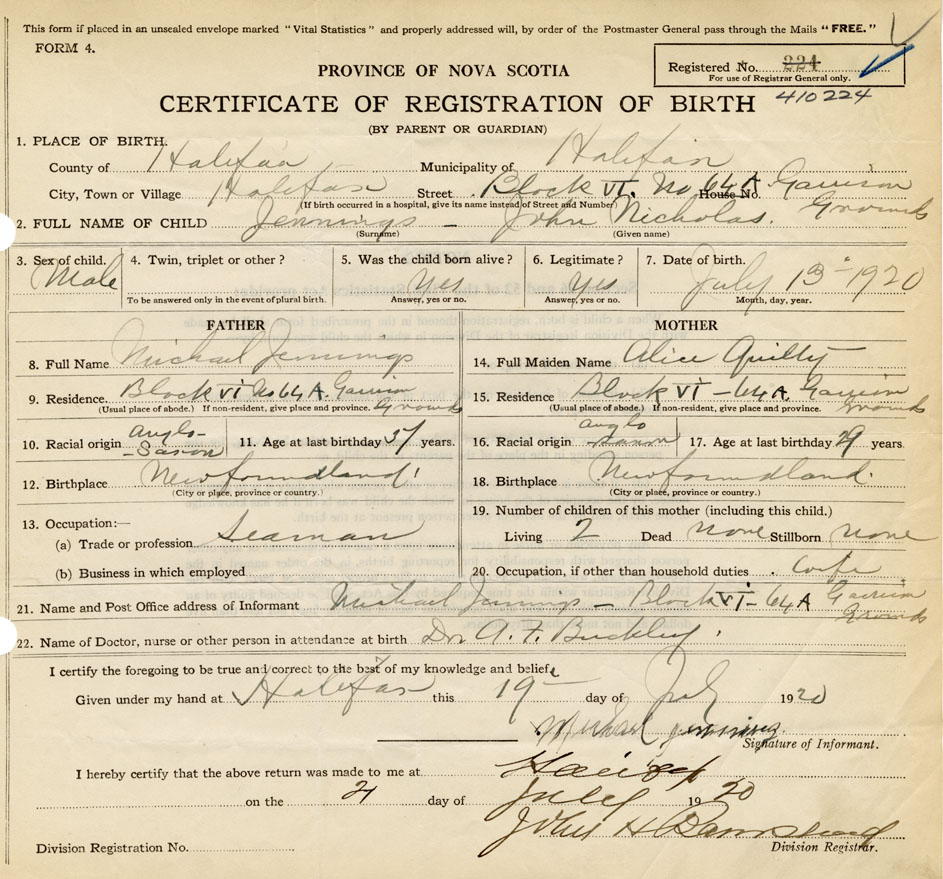 This form if placed in an unsealed envelope marked "Vital Statistics" and properly addressed will, by order of the Postmaster General pass through the Mails "FREE."
FORM 4.
Registered No. 224
For use of Registrar General only.
410224
PROVINCE OF NOVA SCOTIA
CERTIFICATE OF REGISTRATION OF BIRTH
(BY PARENT OR GUARDIAN)
1. PLACE OF BIRTH.
County of Halifax Municipality of Halifax
City, Town or Village Halifax Street Block VI. No 64 A House No. Garrison Grounds
(If birth occurred in a hospital, give its name instead of Street and Number)
2. FULL NAME OF CHILD Jennings - John Nicholas.
(Surname) (Given name)
3. Sex of child. Male
4. Twin, triplet or other ?
To be answered only in the event of plural birth.
5. Was the child born alive ? Yes
Answer, yes or no.
6. Legitimate ? Yes
Answer, yes or no.
7. Date of birth. July 13 - 1920
Month, day, year.
FATHER
8. Full Name Michael Jennings
9. Residence. Block VI No 64 A. Garrison Grounds
(Usual place of abode.) If non-resident, give place and province.
10. Racial origin Anglo-Saxon
11. Age at last birthday years.
12. Birthplace Newfoundland.
(City or place, province or country.)
13. Occupation:—
(a) Trade or profession Seaman
(b) Business in which employed
MOTHER
14. Full Maiden Name Alice Quilty
15. Residence Block VI - 64 A. Garrison Grounds
(Usual place of abode.) If non-resident, give place and province.
16. Racial origin Anglo Saxon
17. Age at last birthday 29 years.
18. Birthplace Newfoundland.
(City or place, province or country.)
19. Number of children of this mother (including this child.)
Living 2 Dead None Stillborn None
20. Occupation, if other than household duties. Wife
21. Name and Post Office address of Informant Michael Jennings - Block VI - 64 A Garrison Grounds
22. Name of Doctor, nurse or other person in attendance at birth Dr. A. F. Buckley.
I certify the foregoing to be true and correct to the best of my knowledge and belief.
Given under my hand at Halifax this 19 day of July 1920
Michael Jennings.
Signature of Informant.
I hereby certify that the above return was made to me at Halifax
on the 21 day of July 1920
John H
Division Registrar.
Division Registration No.